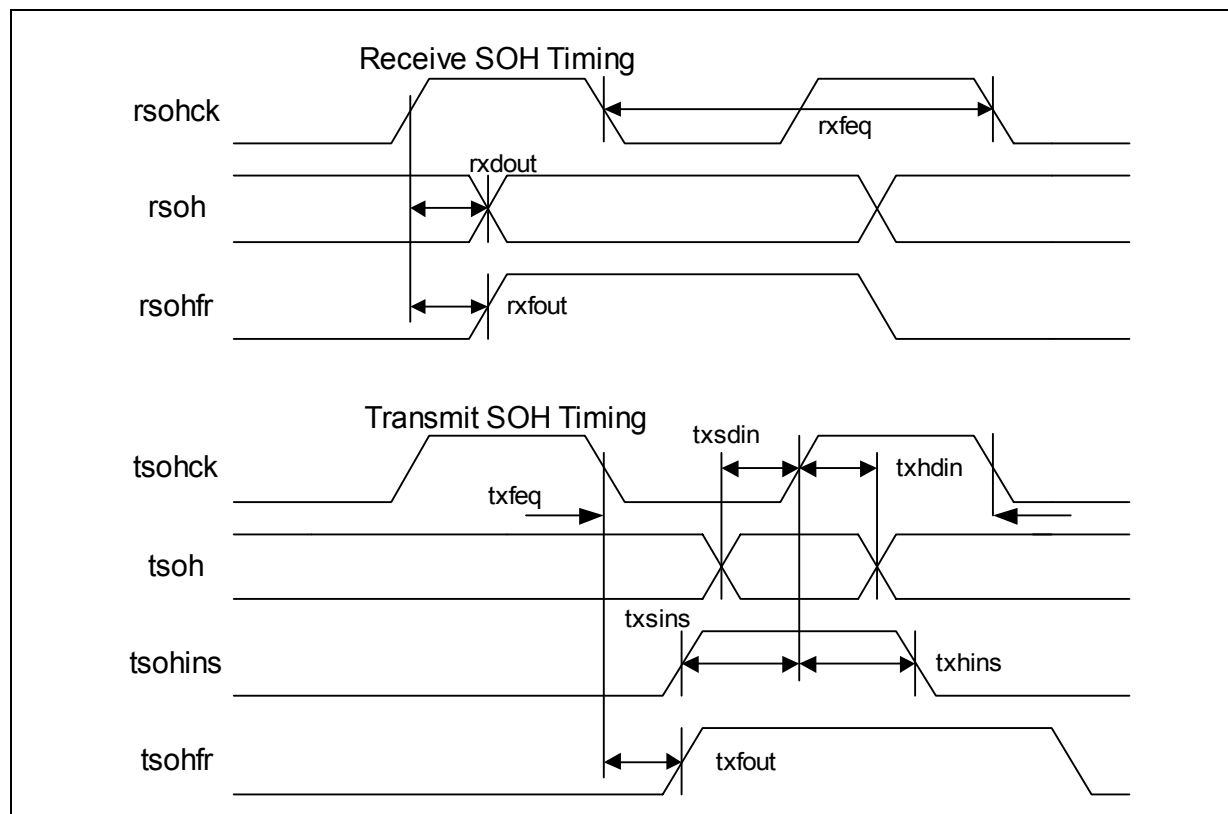 Receive SOH Timing
rsohck
rxfeq
rxdout
rsoh
rsohfr
rxfout
Transmit SOH Timing
txsdin
tsohck
txhdin
txfeq
tsoh
txsins
tsohins
txhins
tsohfr
txfout